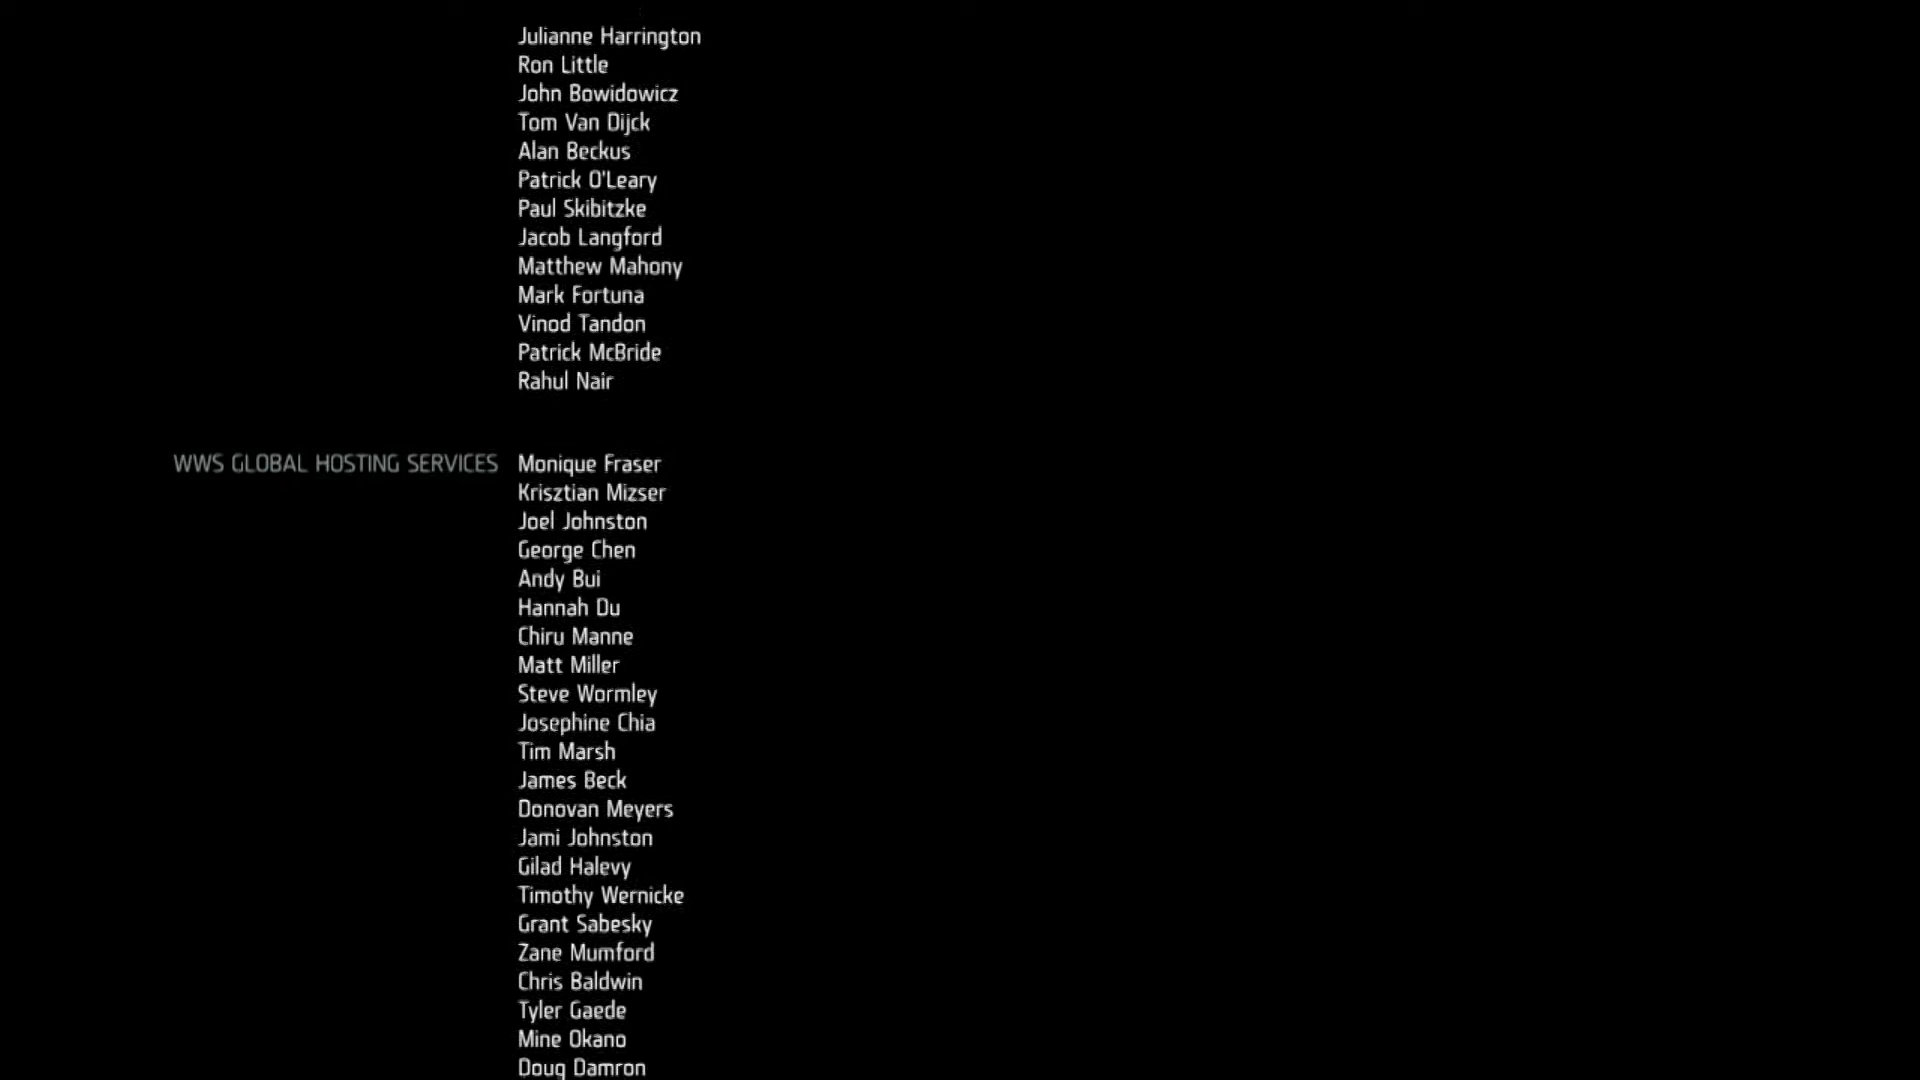 Julianne Harrington
Ron Little
John Bowidowicz
Tom Van Dijck
Alan Beckus
Patrick O'Leary
Paul Skibitzke
Jacob Langford
Matthew Mahony
Mark Fortuna
Vinod Tandon
Patrick McBride
Rahul Nair
WWS GLOBAL HOSTING SERVICES Monique Fraser
Krisztian Mizser
Joel Johnston
George Chen
Andy Bui
Hannah Du
Chiru Manne
Matt Miller
Steve Wormley
Josephine Chia
Tim Marsh
James Beck
Donovan Meyers
Jami Johnston
Gilad Halevy
Timothy Wernicke
Grant Sabesky
Zane Mumford
Chris Baldwin
Tyler Gaede
Mine Okano
Doug Damron